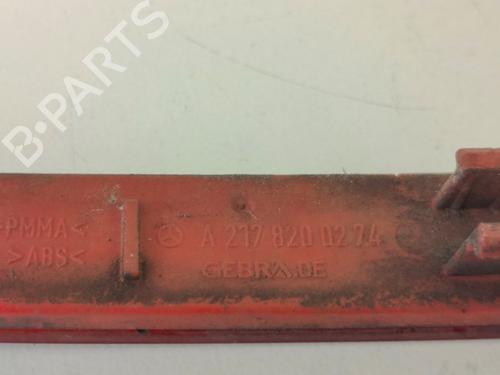 B-PARTS
>PMMA<
>ABS<
A 217 820 02 74
GEBRA.DE